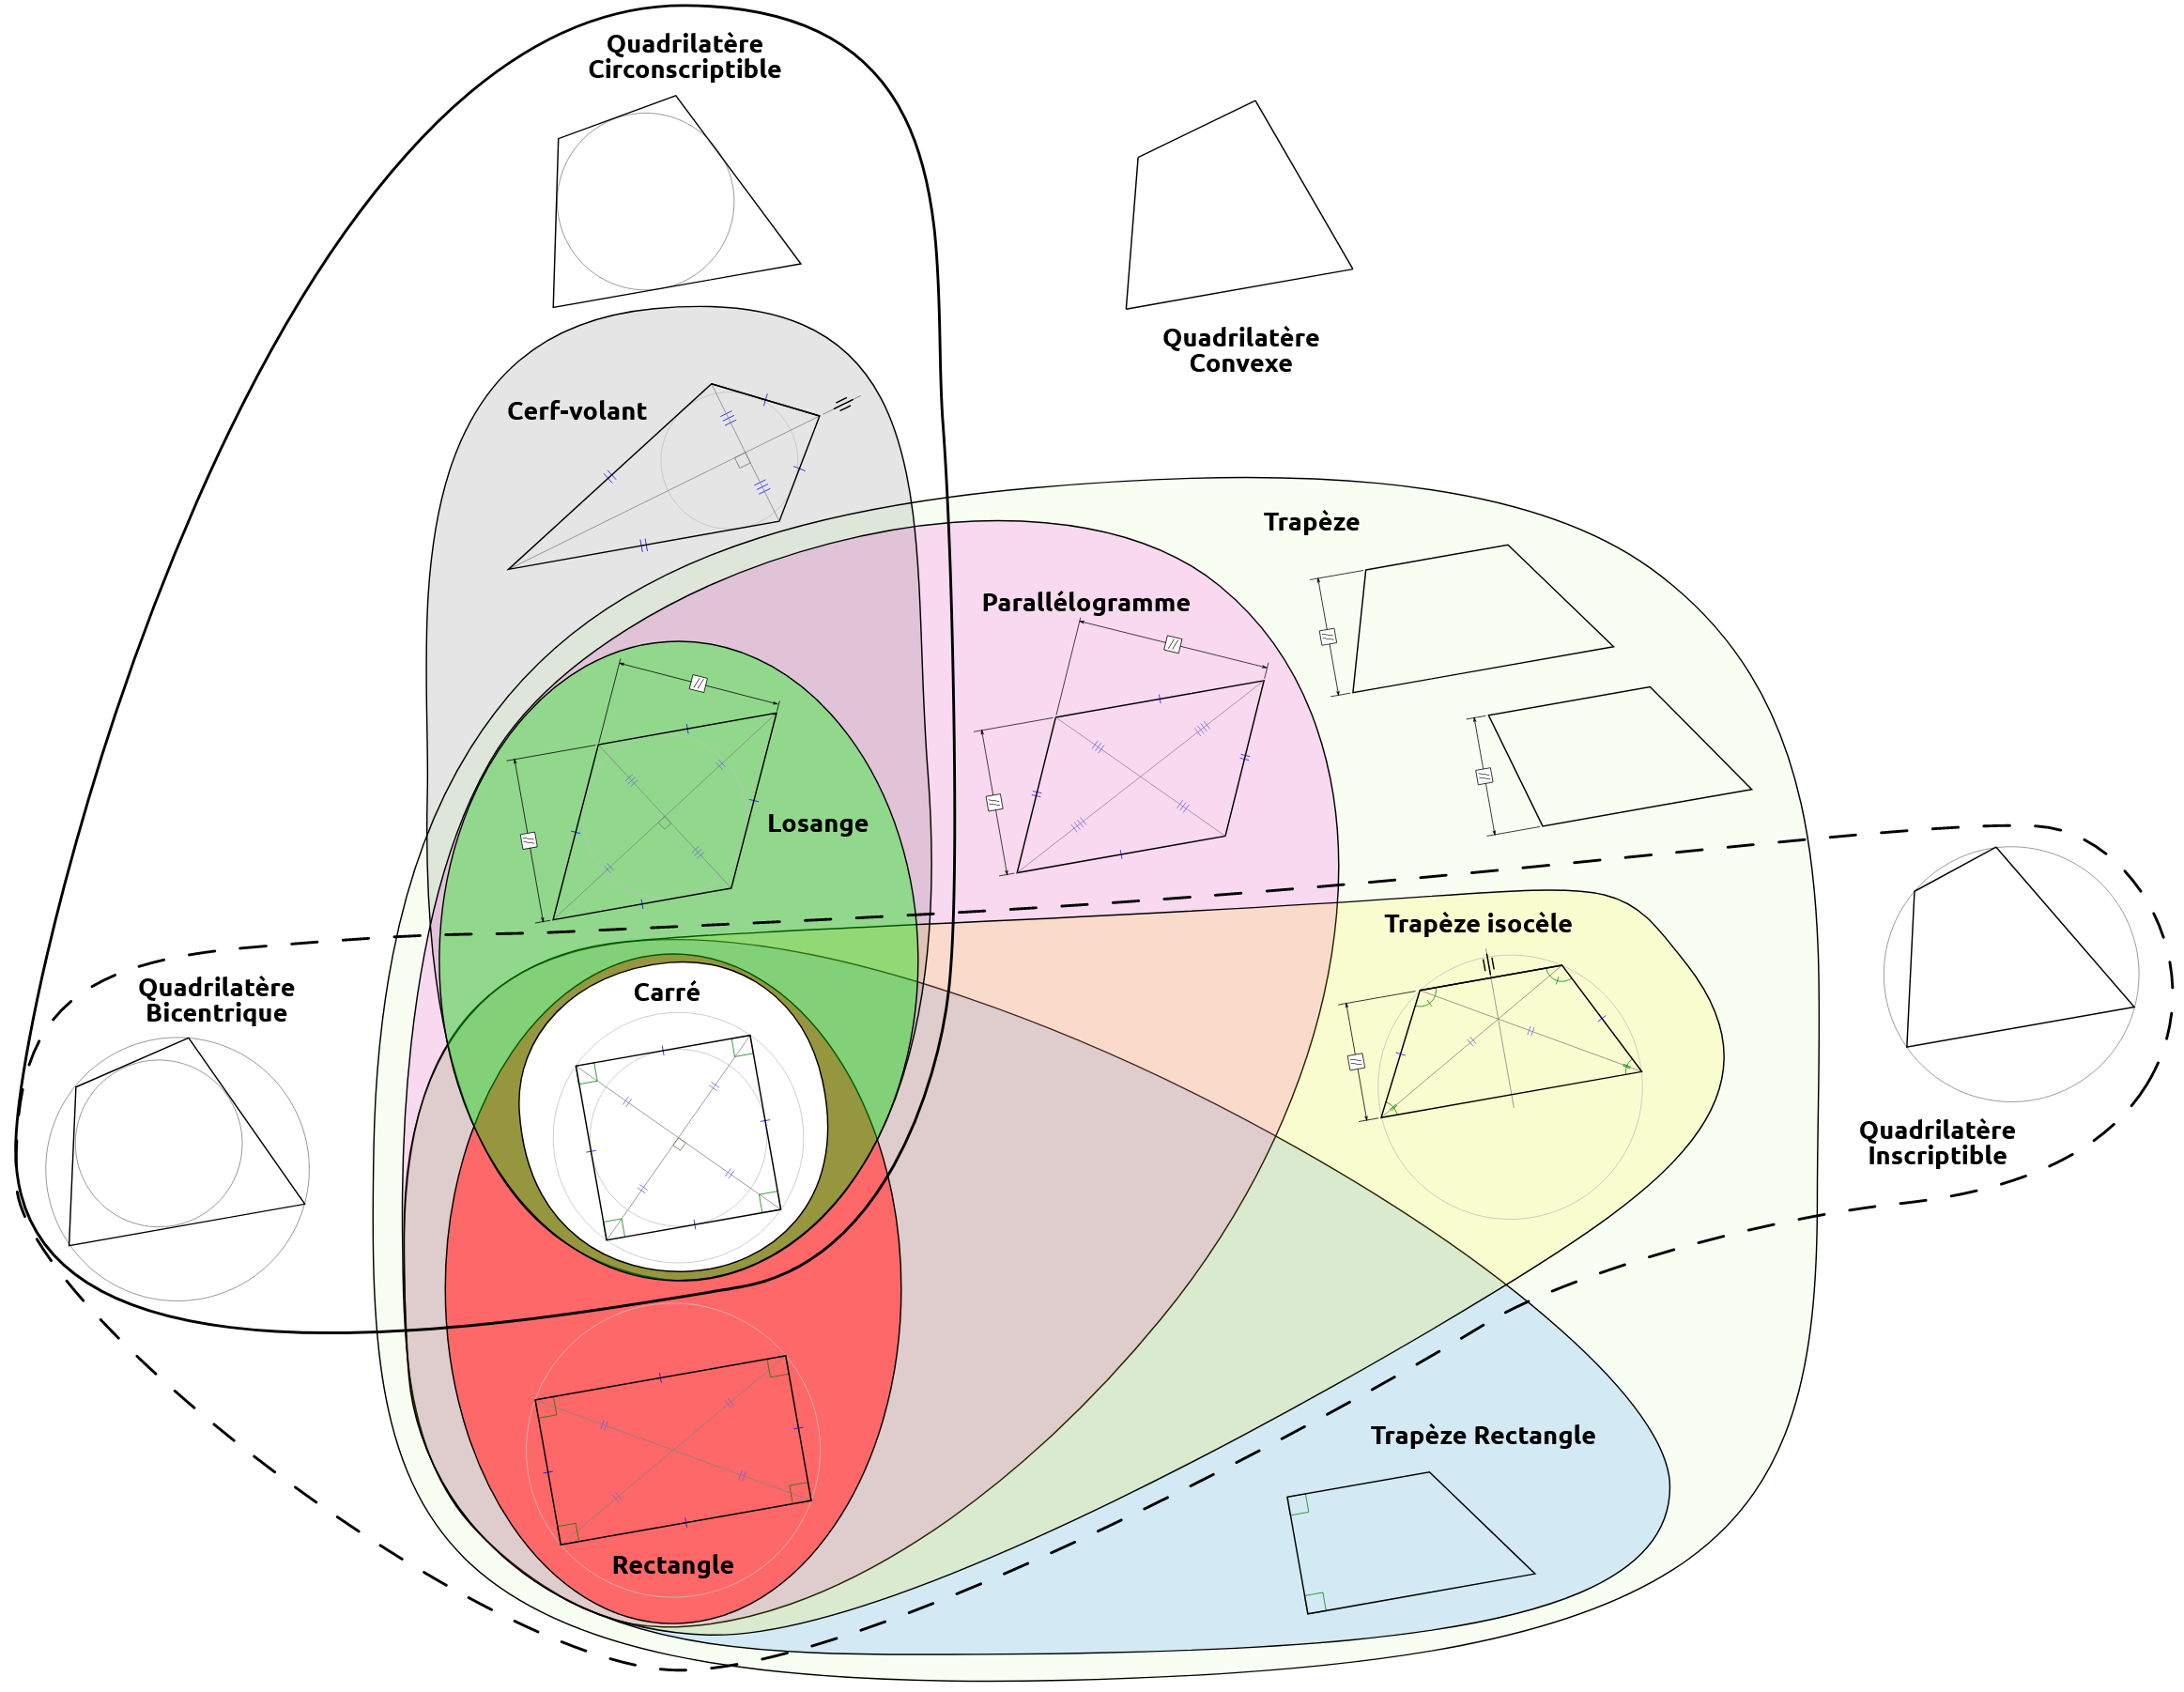 Quadrilatère
Circonscriptible
Quadrilatère
Convexe
Cerf-volant
Trapèze
Parallélogramme
Losange
Trapèze isocèle
Quadrilatère
Bicentrique
Carré
Quadrilatère
Inscriptible
Trapèze Rectangle
Rectangle